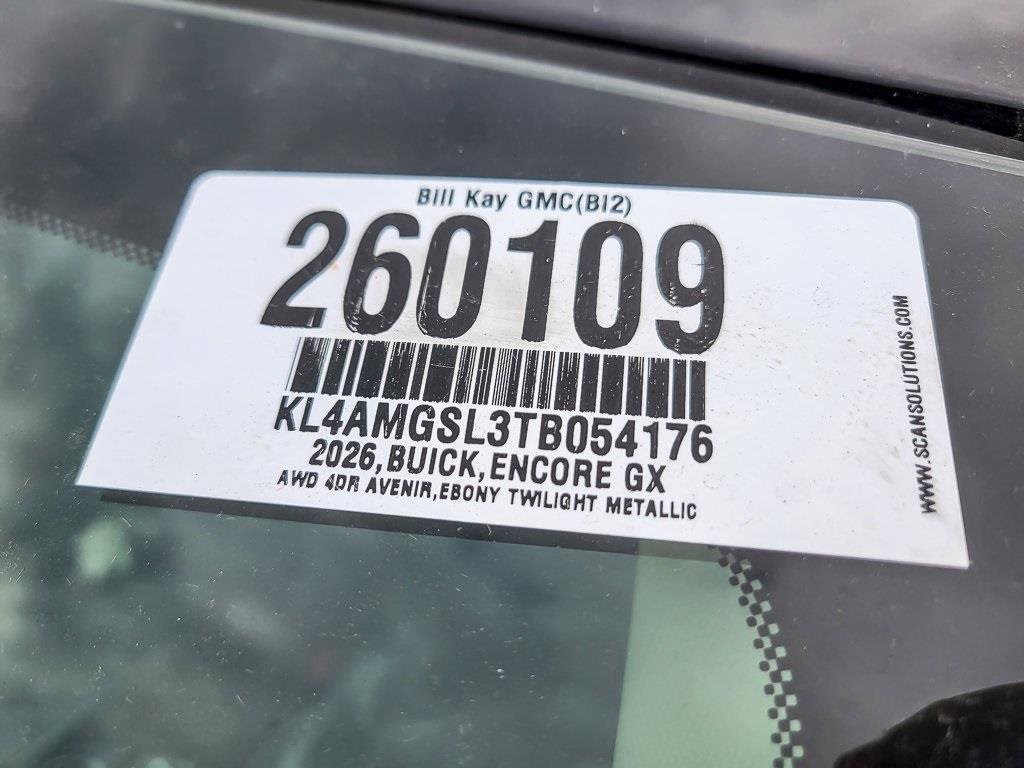 Bill Kay GMC(BI2)
260109
KL4AMGSL3TB054176
2026,BUICK,ENCORE GX
AWD 4DR AVENIR,EBONY TWILIGHT METALLIC
WWW.SCANSOLUTIONS.COM